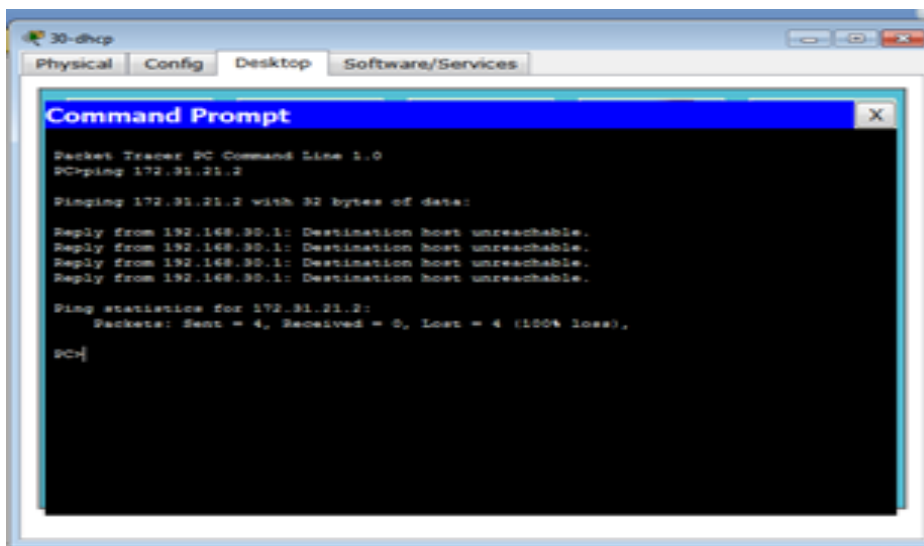 30-dhcp
Physical Config Desktop Software/Services
Command Prompt
X
Packet Tracer PC Command Line 1.0
PC>ping 172.31.21.2
Pinging 172.31.21.2 with 32 bytes of data:
Reply from 192.168.30.1: Destination host unreachable.
Reply from 192.168.30.1: Destination host unreachable.
Reply from 192.168.30.1: Destination host unreachable.
Reply from 192.168.30.1: Destination host unreachable.
Ping statistics for 172.31.21.2:
Packets: Sent = 4, Received = 0, Lost = 4 (100% loss),
PC>